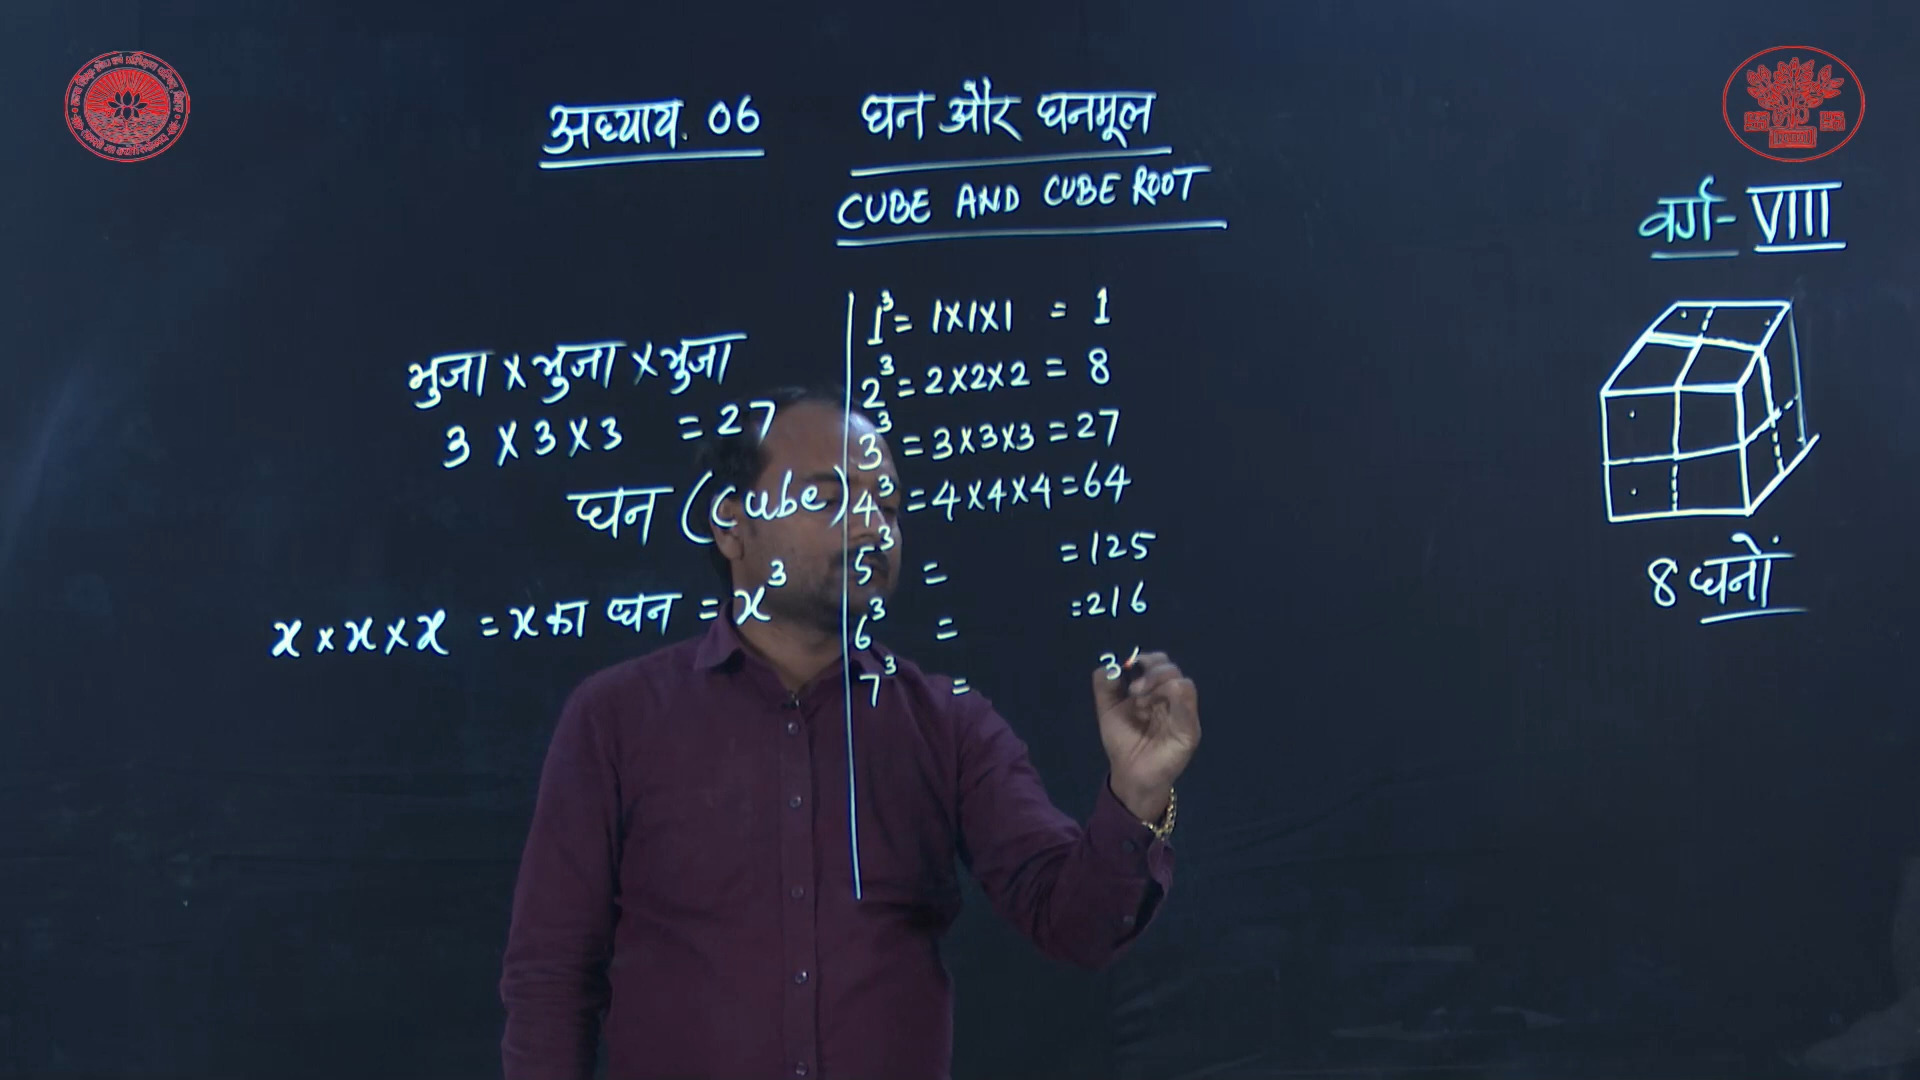 अध्याय. 06 घन और घनमूल
CUBE AND CUBE ROOT
वर्ग- VIII
भुजा x भुजा x भुजा
3 x 3 x 3 = 27
घन (Cube)
x x x x x = x का घन = x³
1³ = 1x1x1 = 1
2³ = 2x2x2 = 8
3³ = 3x3x3 = 27
4³ = 4x4x4 = 64
5³ = = 125
6³ = = 216
7³ = 3
8 घनों